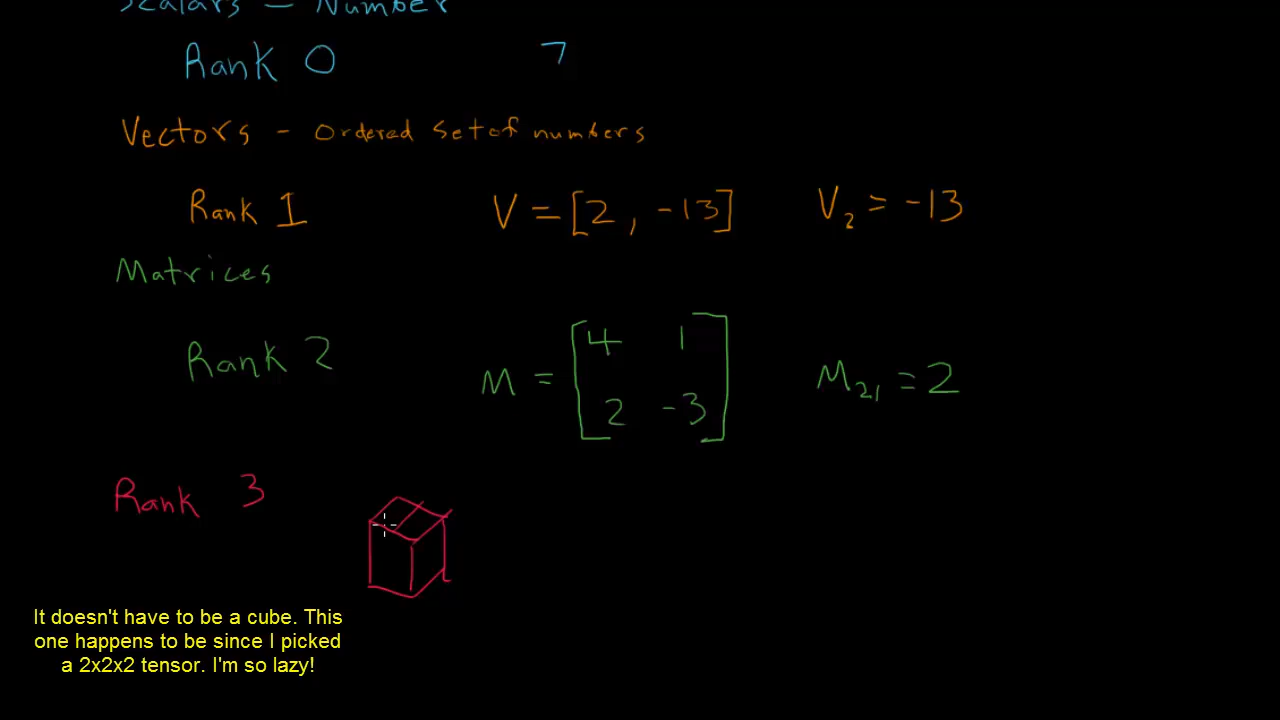 Scalars - Number
Rank 0 7
Vectors - Ordered set of numbers
Rank 1 V = [2, -13] V₂ = -13
Matrices
Rank 2 M = [4 1
2 -3] M₂₁ = 2
Rank 3
It doesn't have to be a cube. This
one happens to be since I picked
a 2x2x2 tensor. I'm so lazy!